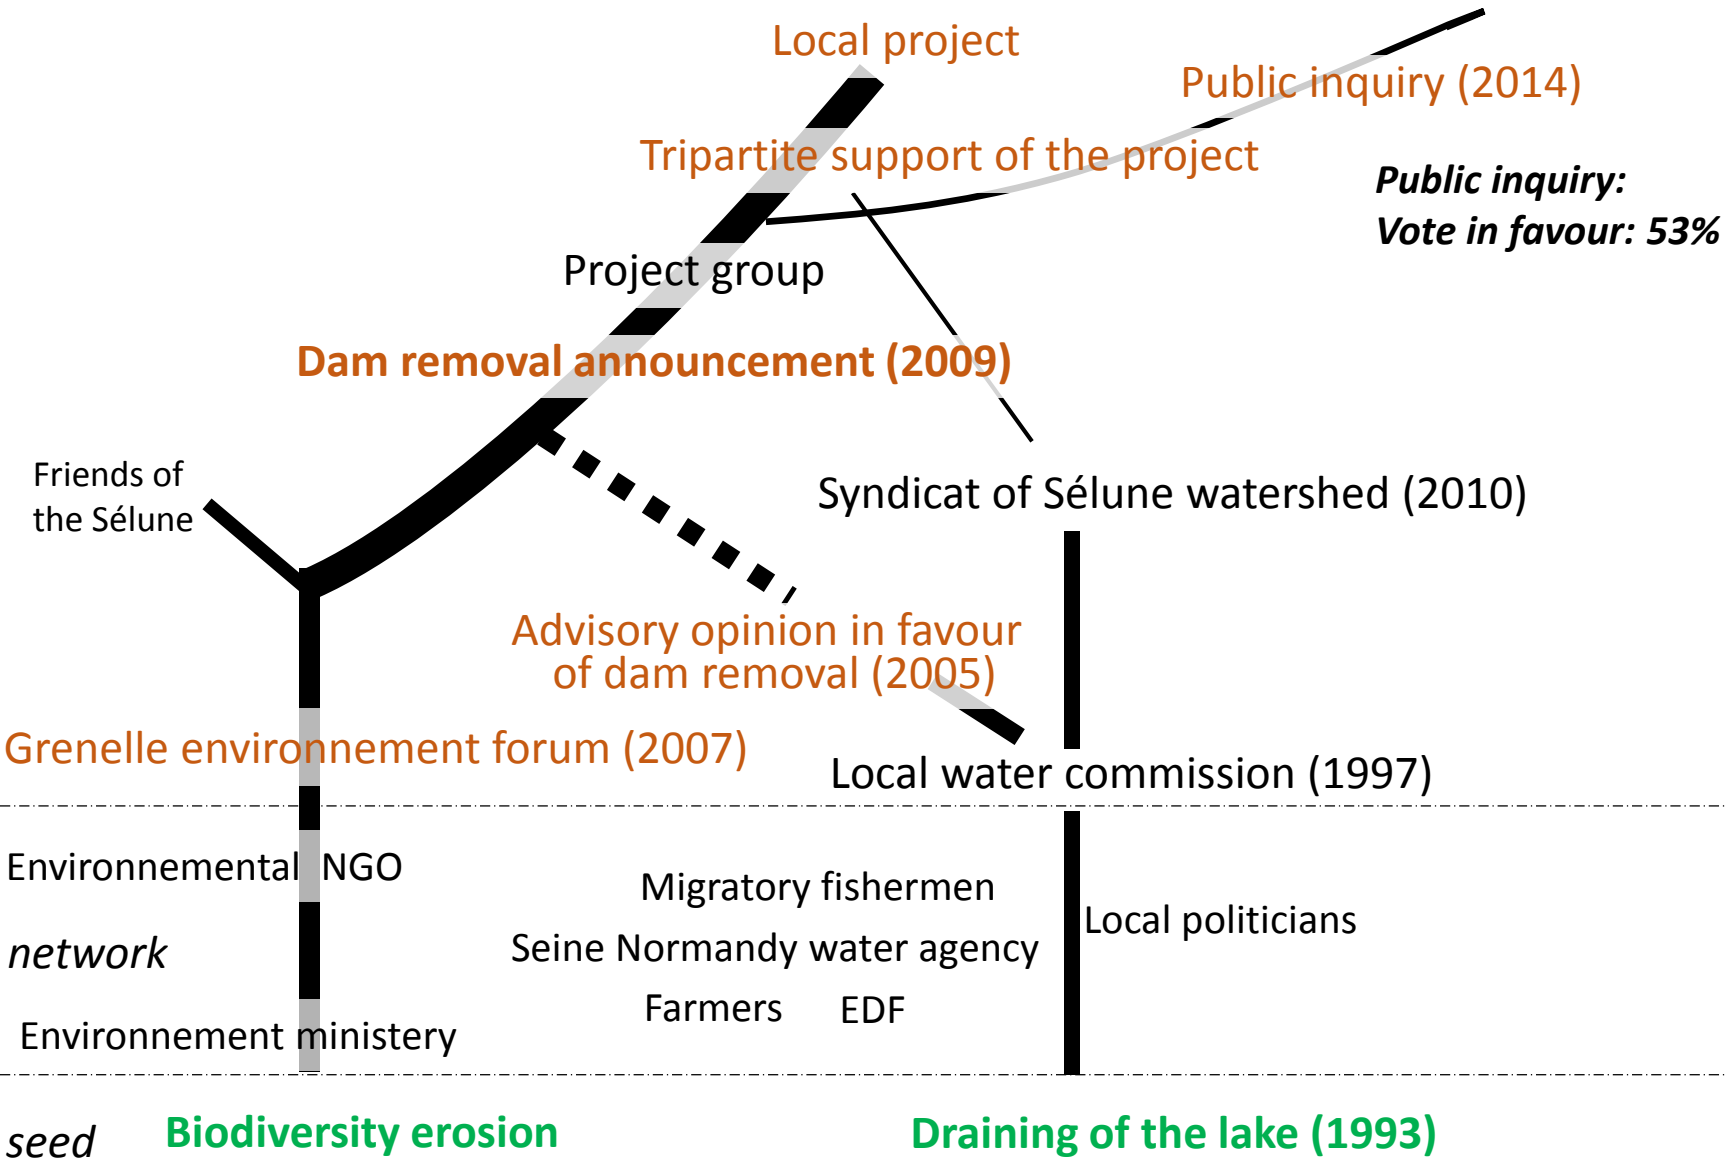 Local project
Public inquiry (2014)
Tripartite support of the project
Public inquiry:
Vote in favour: 53%
Project group
Dam removal announcement (2009)
Friends of
the Sélune
Syndicat of Sélune watershed (2010)
Advisory opinion in favour
of dam removal (2005)
Grenelle environnement forum (2007)
Local water commission (1997)
Environnemental NGO
Migratory fishermen
Local politicians
network
Seine Normandy water agency
Farmers EDF
Environnement ministery
seed
Biodiversity erosion
Draining of the lake (1993)